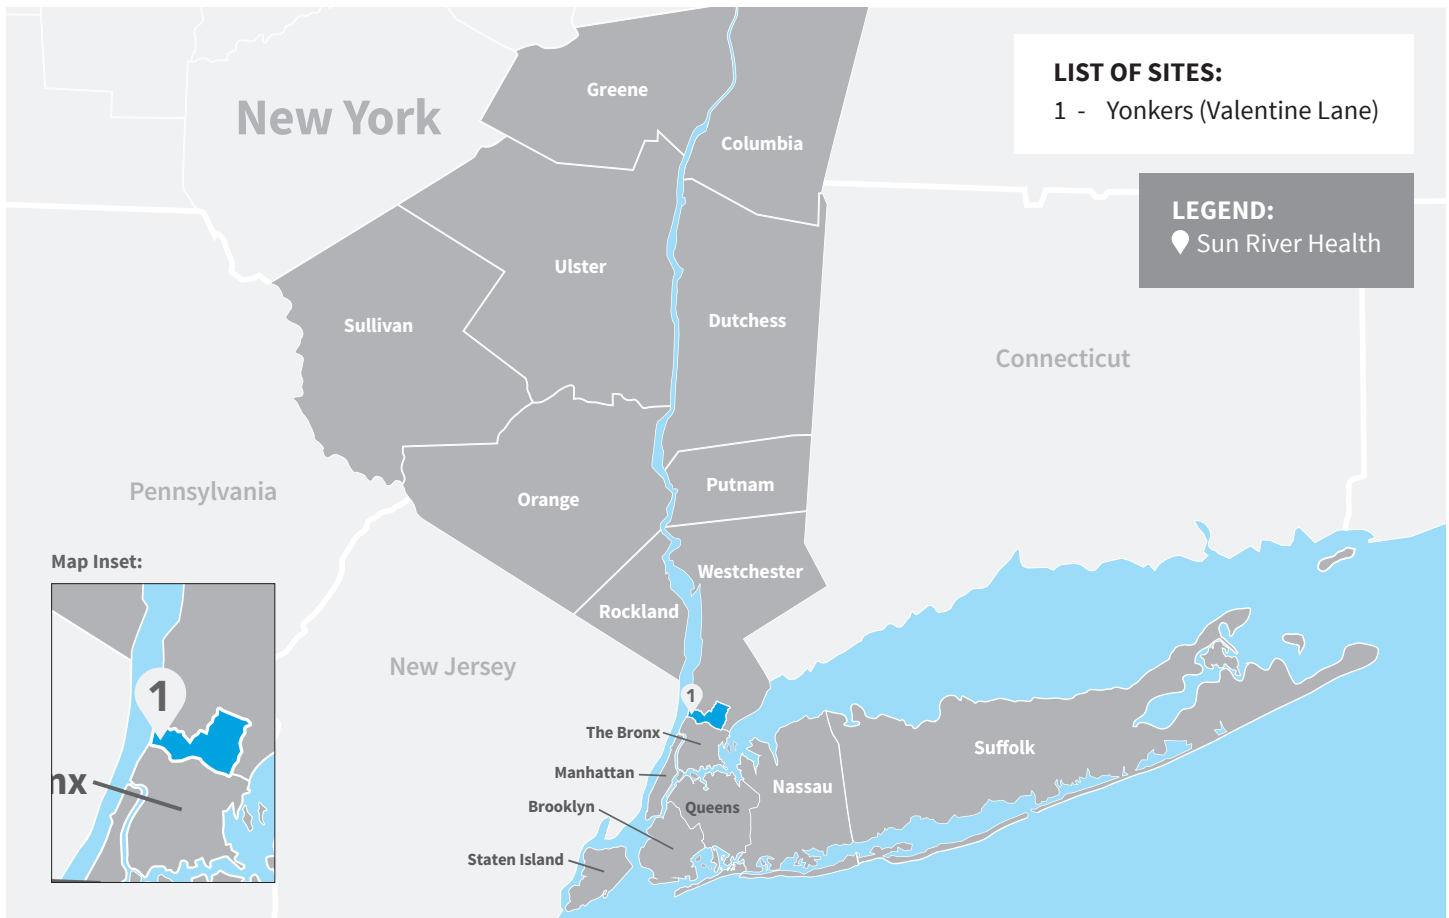 New York
Greene
Columbia
LIST OF SITES:
1 - Yonkers (Valentine Lane)
LEGEND:
Sun River Health
Ulster
Sullivan
Dutchess
Connecticut
Pennsylvania
Orange
Putnam
Westchester
Rockland
New Jersey
Map Inset:
1
nx
1
The Bronx
Manhattan
Brooklyn
Queens
Staten Island
Nassau
Suffolk